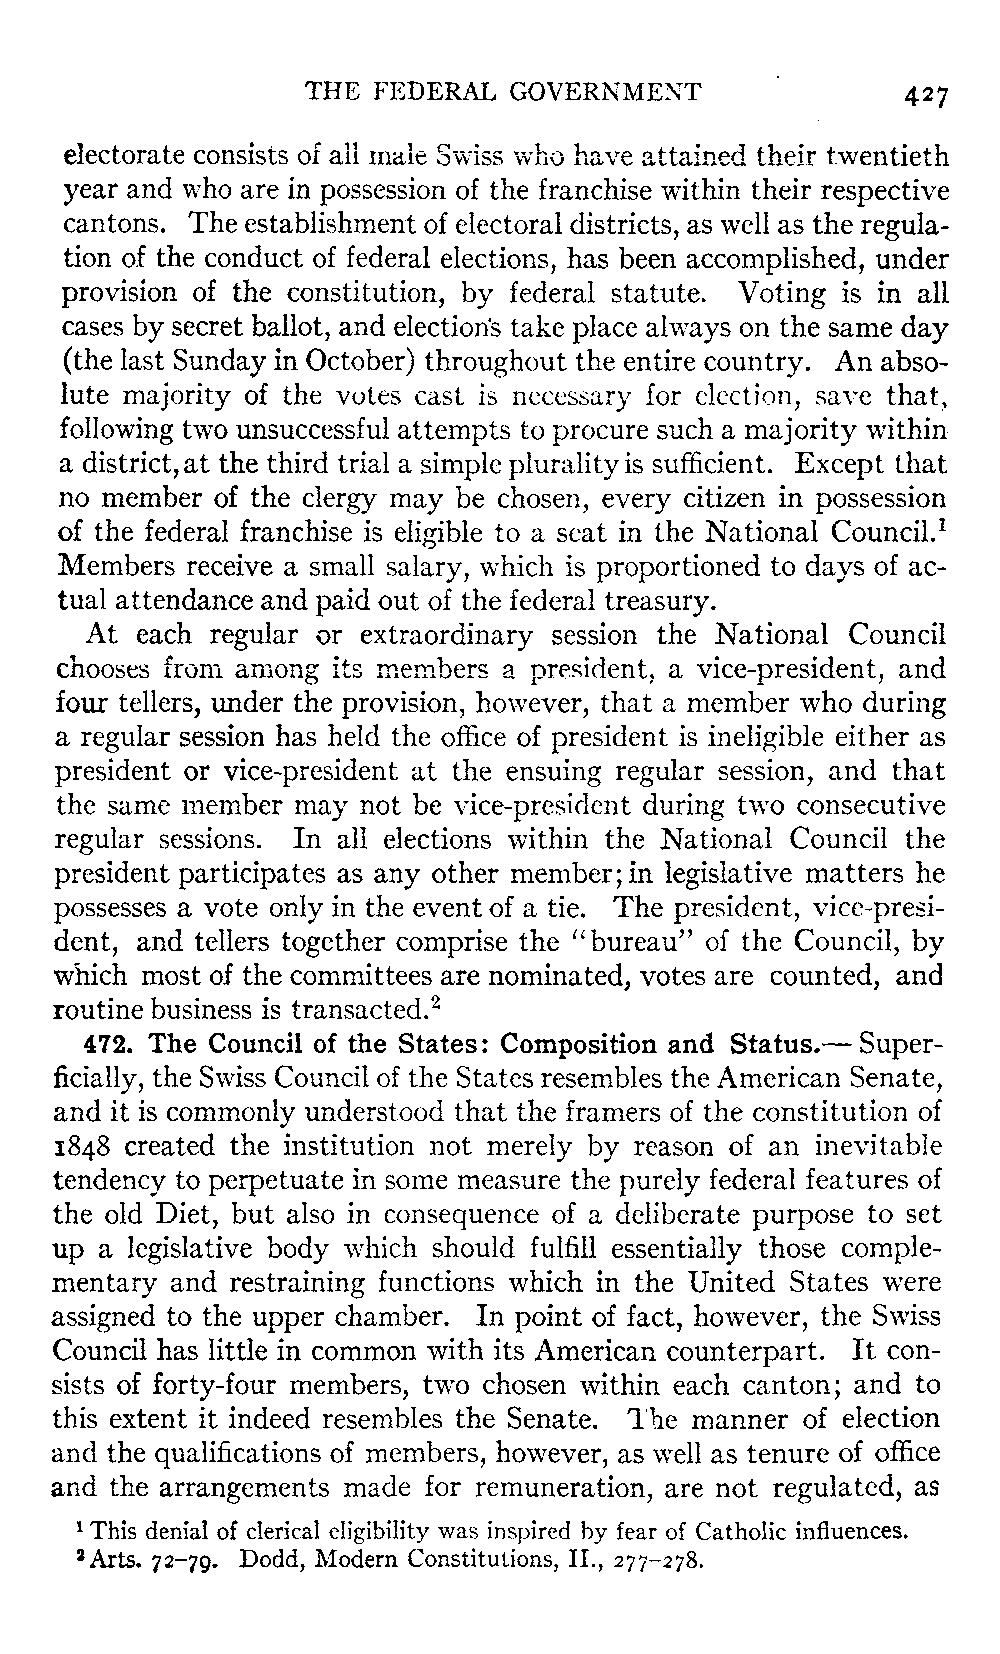 THE FEDERAL GOVERNMENT 427
electorate consists of all male Swiss who have attained their twentieth
year and who are in possession of the franchise within their respective
cantons. The establishment of electoral districts, as well as the regula-
tion of the conduct of federal elections, has been accomplished, under
provision of the constitution, by federal statute. Voting is in all
cases by secret ballot, and elections take place always on the same day
(the last Sunday in October) throughout the entire country. An abso-
lute majority of the votes cast is necessary for election, save that,
following two unsuccessful attempts to procure such a majority within
a district, at the third trial a simple plurality is sufficient. Except that
no member of the clergy may be chosen, every citizen in possession
of the federal franchise is eligible to a seat in the National Council.¹
Members receive a small salary, which is proportioned to days of ac-
tual attendance and paid out of the federal treasury.
At each regular or extraordinary session the National Council
chooses from among its members a president, a vice-president, and
four tellers, under the provision, however, that a member who during
a regular session has held the office of president is ineligible either as
president or vice-president at the ensuing regular session, and that
the same member may not be vice-president during two consecutive
regular sessions. In all elections within the National Council the
president participates as any other member; in legislative matters he
possesses a vote only in the event of a tie. The president, vice-presi-
dent, and tellers together comprise the "bureau" of the Council, by
which most of the committees are nominated, votes are counted, and
routine business is transacted.²
472. The Council of the States: Composition and Status.— Super-
ficially, the Swiss Council of the States resembles the American Senate,
and it is commonly understood that the framers of the constitution of
1848 created the institution not merely by reason of an inevitable
tendency to perpetuate in some measure the purely federal features of
the old Diet, but also in consequence of a deliberate purpose to set
up a legislative body which should fulfill essentially those comple-
mentary and restraining functions which in the United States were
assigned to the upper chamber. In point of fact, however, the Swiss
Council has little in common with its American counterpart. It con-
sists of forty-four members, two chosen within each canton; and to
this extent it indeed resembles the Senate. The manner of election
and the qualifications of members, however, as well as tenure of office
and the arrangements made for remuneration, are not regulated, as
¹ This denial of clerical eligibility was inspired by fear of Catholic influences.
² Arts. 72–79. Dodd, Modern Constitutions, II., 277–278.